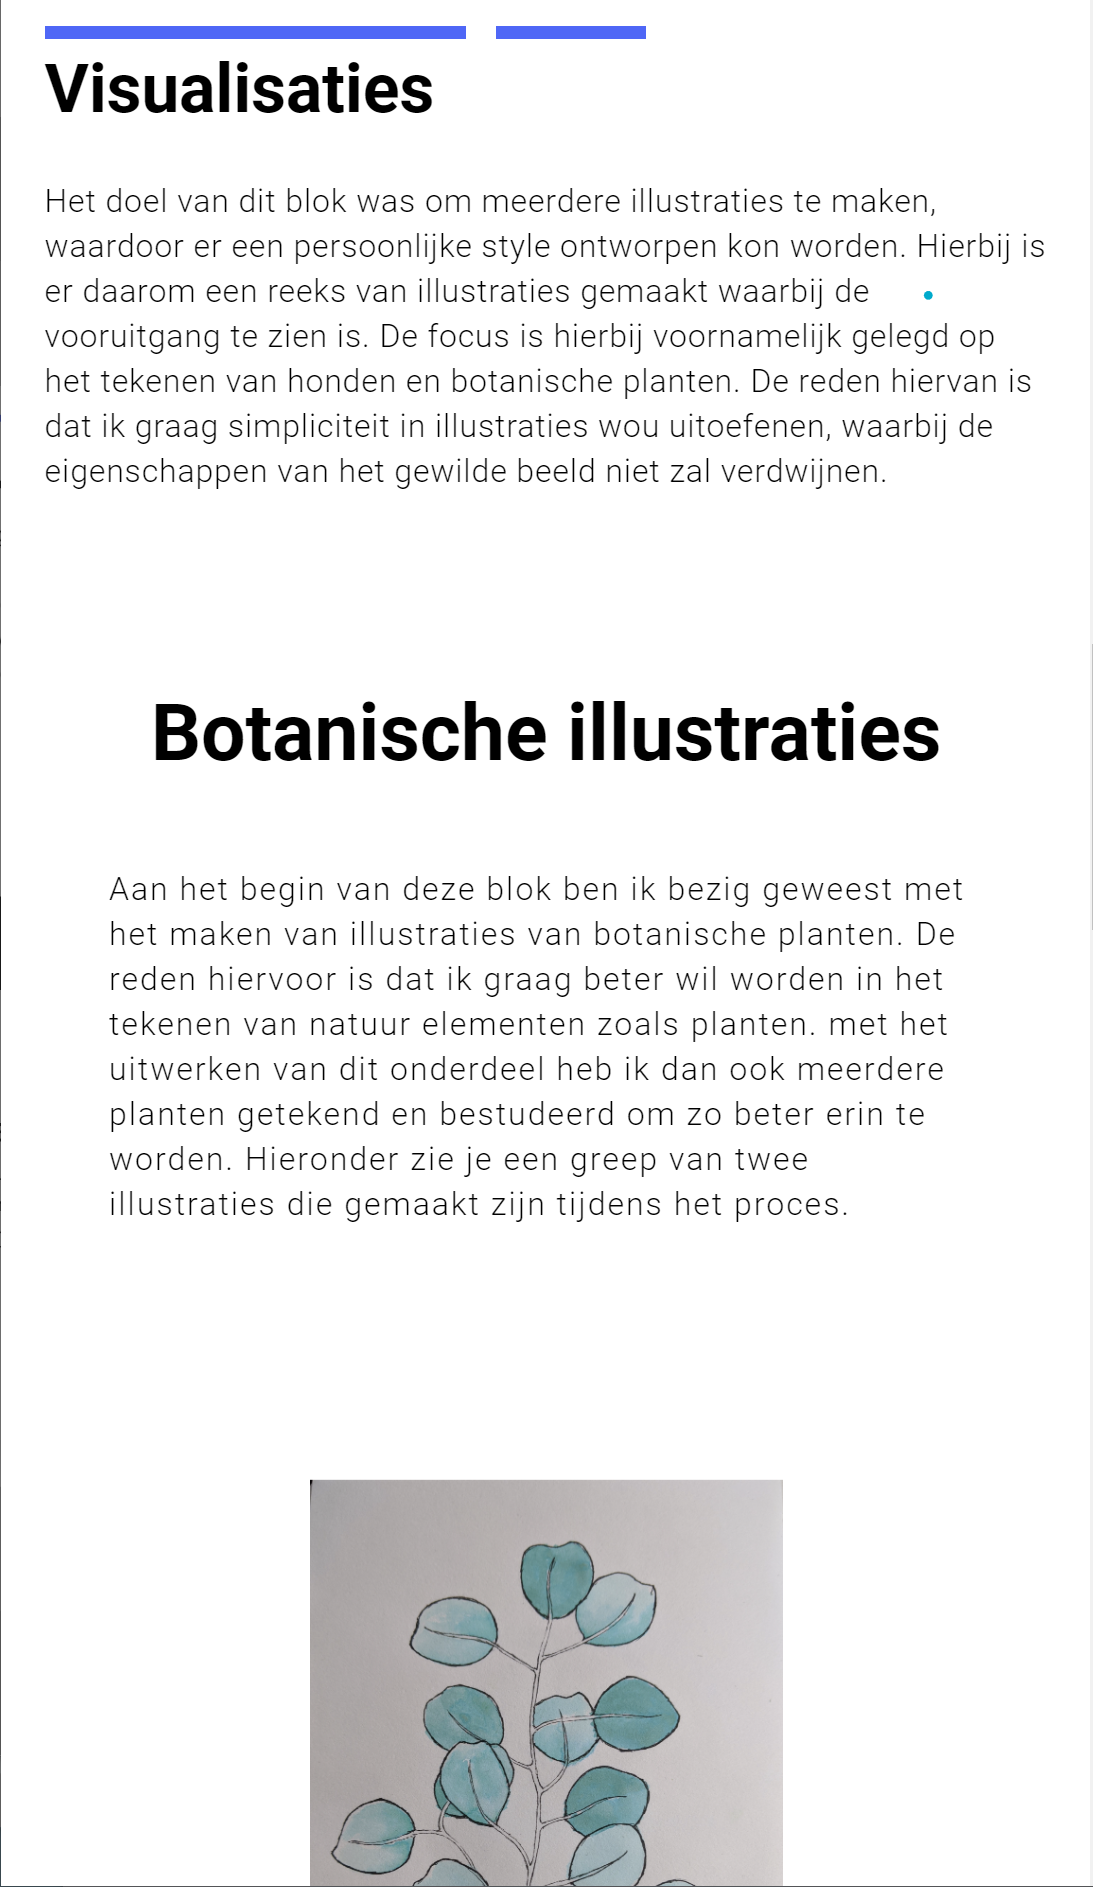 Visualisaties
Het doel van dit blok was om meerdere illustraties te maken,
waardoor er een persoonlijke style ontworpen kon worden. Hierbij is
er daarom een reeks van illustraties gemaakt waarbij de
vooruitgang te zien is. De focus is hierbij voornamelijk gelegd op
het tekenen van honden en botanische planten. De reden hiervan is
dat ik graag simpliciteit in illustraties wou uitoefenen, waarbij de
eigenschappen van het gewilde beeld niet zal verdwijnen.
Botanische illustraties
Aan het begin van deze blok ben ik bezig geweest met
het maken van illustraties van botanische planten. De
reden hiervoor is dat ik graag beter wil worden in het
tekenen van natuur elementen zoals planten. met het
uitwerken van dit onderdeel heb ik dan ook meerdere
planten getekend en bestudeerd om zo beter erin te
worden. Hieronder zie je een greep van twee
illustraties die gemaakt zijn tijdens het proces.